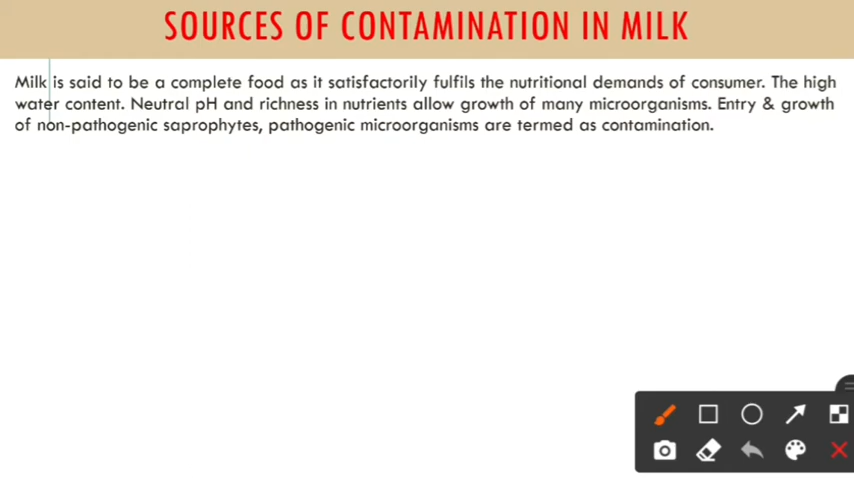 SOURCES OF CONTAMINATION IN MILK
Milk is said to be a complete food as it satisfactorily fulfils the nutritional demands of consumer. The high
water content. Neutral pH and richness in nutrients allow growth of many microorganisms. Entry & growth
of non-pathogenic saprophytes, pathogenic microorganisms are termed as contamination.